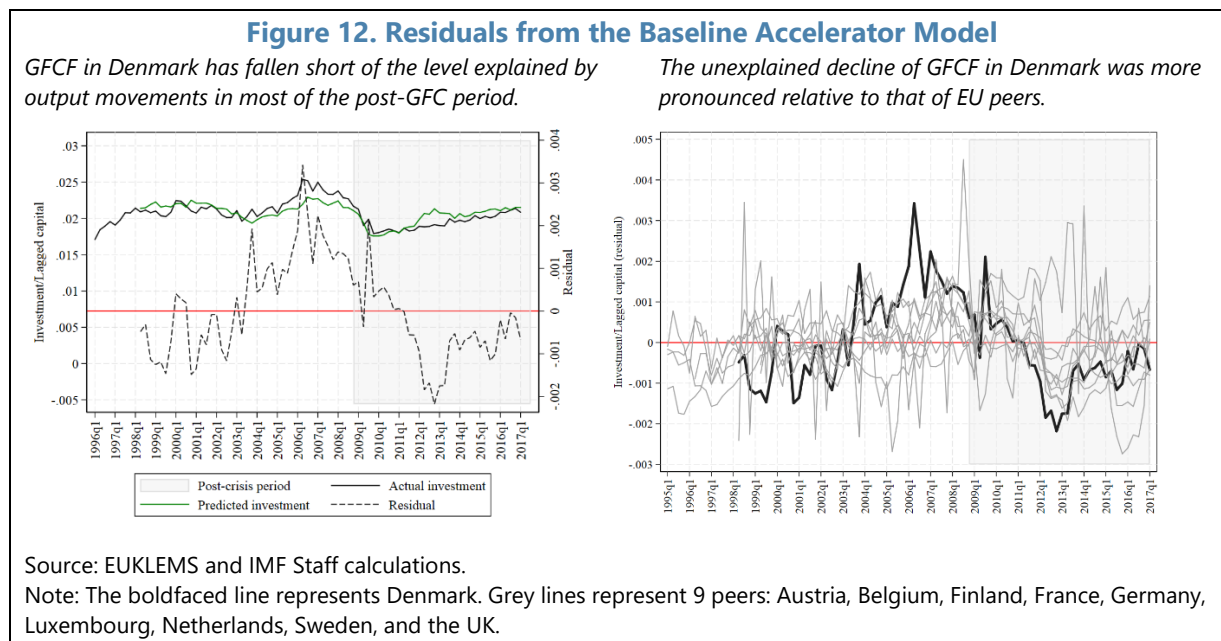 Figure 12. Residuals from the Baseline Accelerator Model
GFCF in Denmark has fallen short of the level explained by
output movements in most of the post-GFC period.
.03
.025
.02
.015
.01
.005
0
-.005
Investment/Lagged capital
.004
.003
.002
.001
0
-.001
-.002
Residual
1996q1
1997q1
1998q1
1999q1
2000q1
2001q1
2002q1
2003q1
2004q1
2005q1
2006q1
2007q1
2008q1
2009q1
2010q1
2011q1
2012q1
2013q1
2014q1
2015q1
2016q1
2017q1
Post-crisis period
Actual investment
Predicted investment
Residual
The unexplained decline of GFCF in Denmark was more
pronounced relative to that of EU peers.
.005
.004
.003
.002
.001
0
-.001
-.002
-.003
Investment/Lagged capital (residual)
1995q1
1996q1
1997q1
1998q1
1999q1
2000q1
2001q1
2002q1
2003q1
2004q1
2005q1
2006q1
2007q1
2008q1
2009q1
2010q1
2011q1
2012q1
2013q1
2014q1
2015q1
2016q1
2017q1
Source: EUKLEMS and IMF Staff calculations.
Note: The boldfaced line represents Denmark. Grey lines represent 9 peers: Austria, Belgium, Finland, France, Germany,
Luxembourg, Netherlands, Sweden, and the UK.